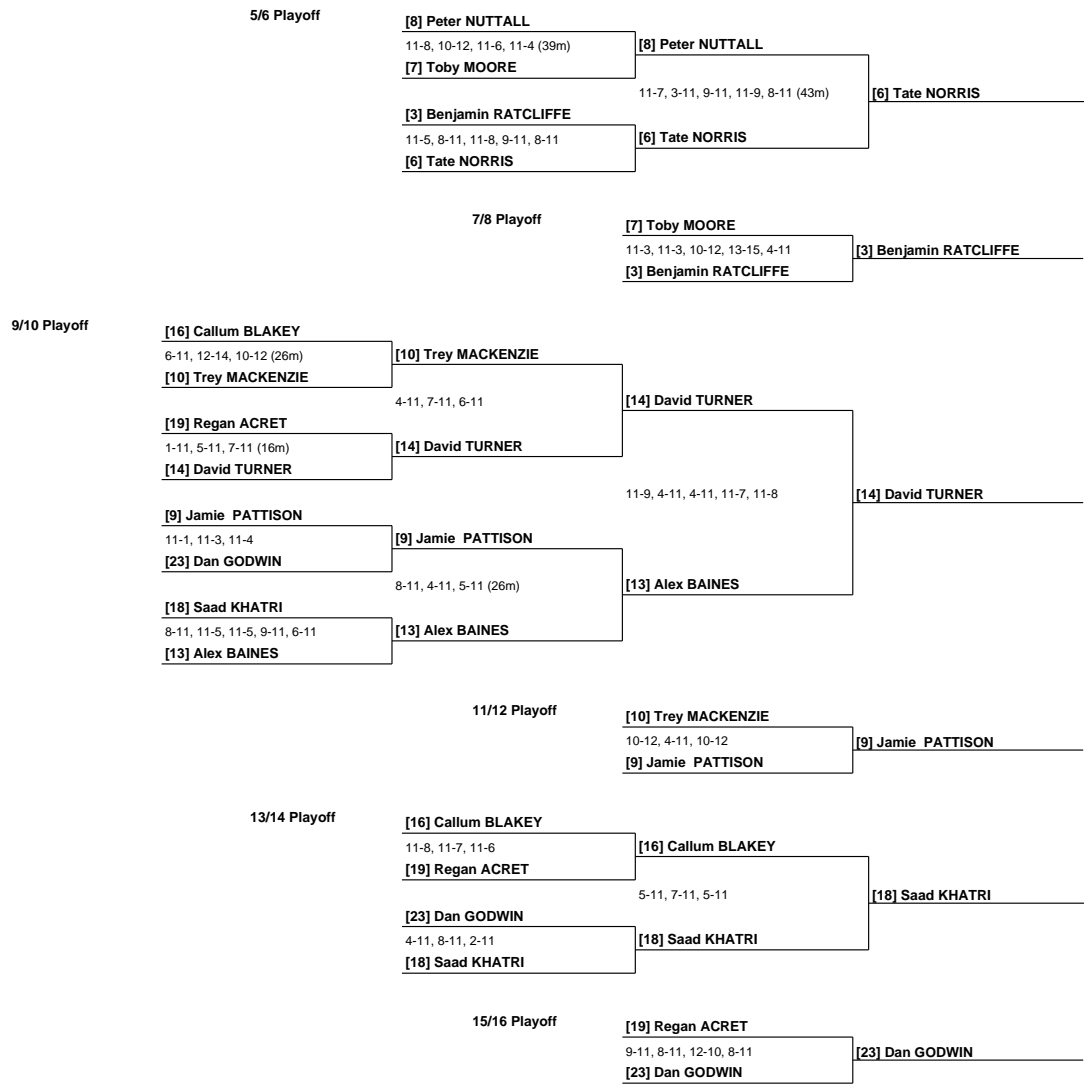 5/6 Playoff
[8] Peter NUTTALL
11-8, 10-12, 11-6, 11-4 (39m)
[7] Toby MOORE
[8] Peter NUTTALL
11-7, 3-11, 9-11, 11-9, 8-11 (43m)
[6] Tate NORRIS
[3] Benjamin RATCLIFFE
11-5, 8-11, 11-8, 9-11, 8-11
[6] Tate NORRIS
[6] Tate NORRIS
7/8 Playoff
[7] Toby MOORE
11-3, 11-3, 10-12, 13-15, 4-11
[3] Benjamin RATCLIFFE
[3] Benjamin RATCLIFFE
9/10 Playoff
[16] Callum BLAKEY
6-11, 12-14, 10-12 (26m)
[10] Trey MACKENZIE
[10] Trey MACKENZIE
4-11, 7-11, 6-11
[14] David TURNER
[19] Regan ACRET
1-11, 5-11, 7-11 (16m)
[14] David TURNER
[14] David TURNER
11-9, 4-11, 4-11, 11-7, 11-8
[14] David TURNER
[9] Jamie  PATTISON
11-1, 11-3, 11-4
[23] Dan GODWIN
[9] Jamie  PATTISON
8-11, 4-11, 5-11 (26m)
[13] Alex BAINES
[18] Saad KHATRI
8-11, 11-5, 11-5, 9-11, 6-11
[13] Alex BAINES
[13] Alex BAINES
11/12 Playoff
[10] Trey MACKENZIE
10-12, 4-11, 10-12
[9] Jamie  PATTISON
[9] Jamie  PATTISON
13/14 Playoff
[16] Callum BLAKEY
11-8, 11-7, 11-6
[19] Regan ACRET
[16] Callum BLAKEY
5-11, 7-11, 5-11
[18] Saad KHATRI
[23] Dan GODWIN
4-11, 8-11, 2-11
[18] Saad KHATRI
[18] Saad KHATRI
15/16 Playoff
[19] Regan ACRET
9-11, 8-11, 12-10, 8-11
[23] Dan GODWIN
[23] Dan GODWIN